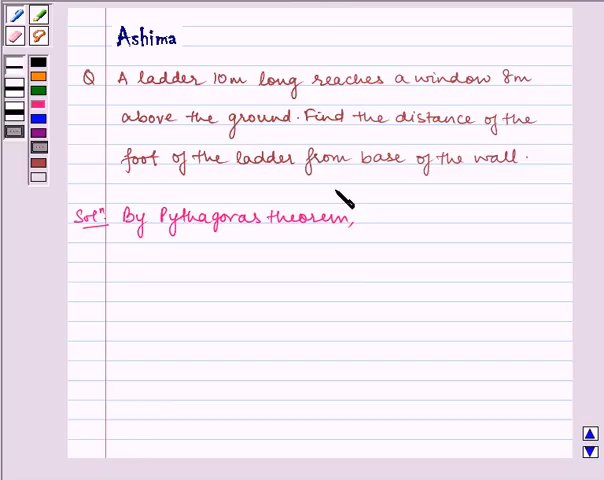 Ashima
Q A ladder 10m long reaches a window 8m
above the ground. Find the distance of the
foot of the ladder from base of the wall.
Solⁿ: By Pythagoras theorem,